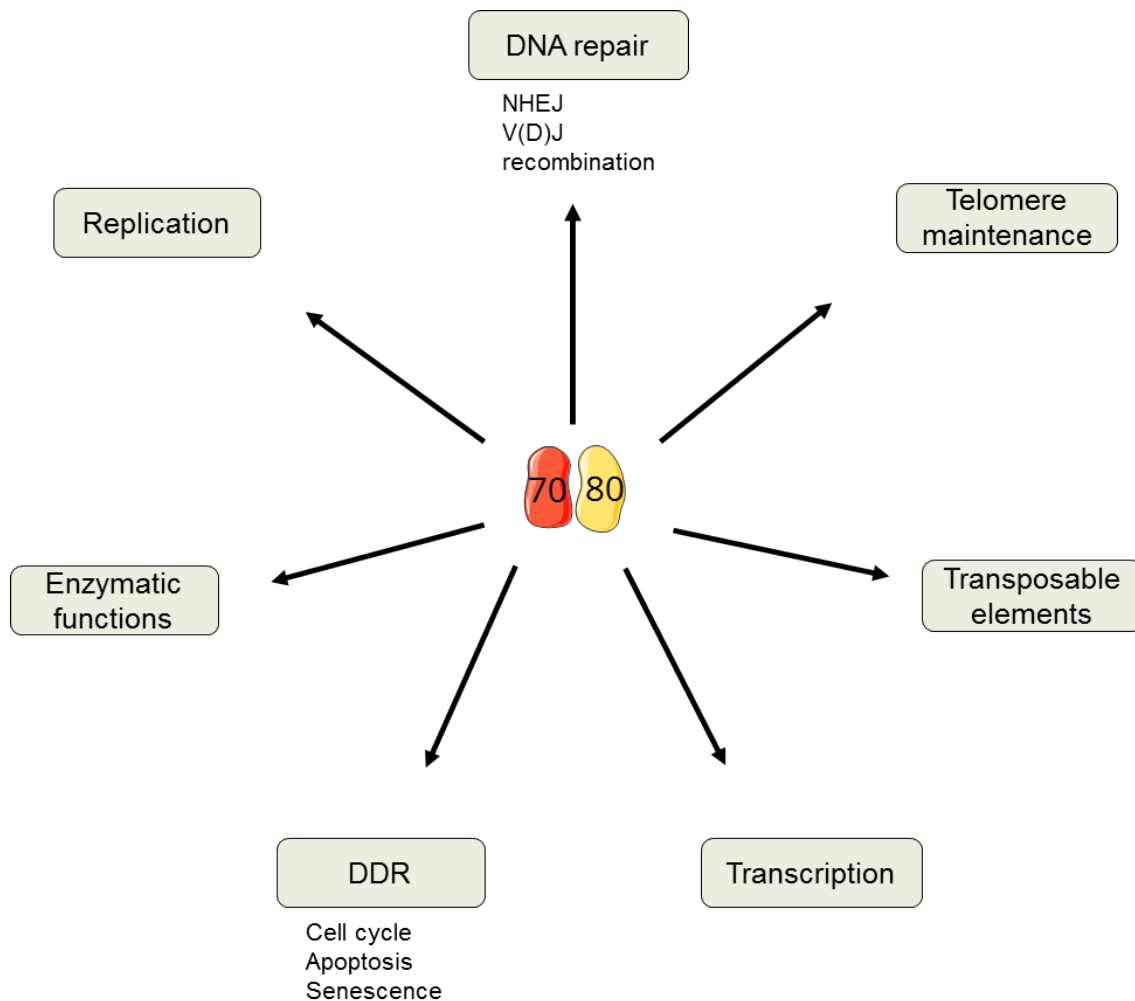 DNA repair
NHEJ
V(D)J
recombination
Replication
Telomere
maintenance
70 80
Enzymatic
functions
Transposable
elements
DDR
Cell cycle
Apoptosis
Senescence
Transcription